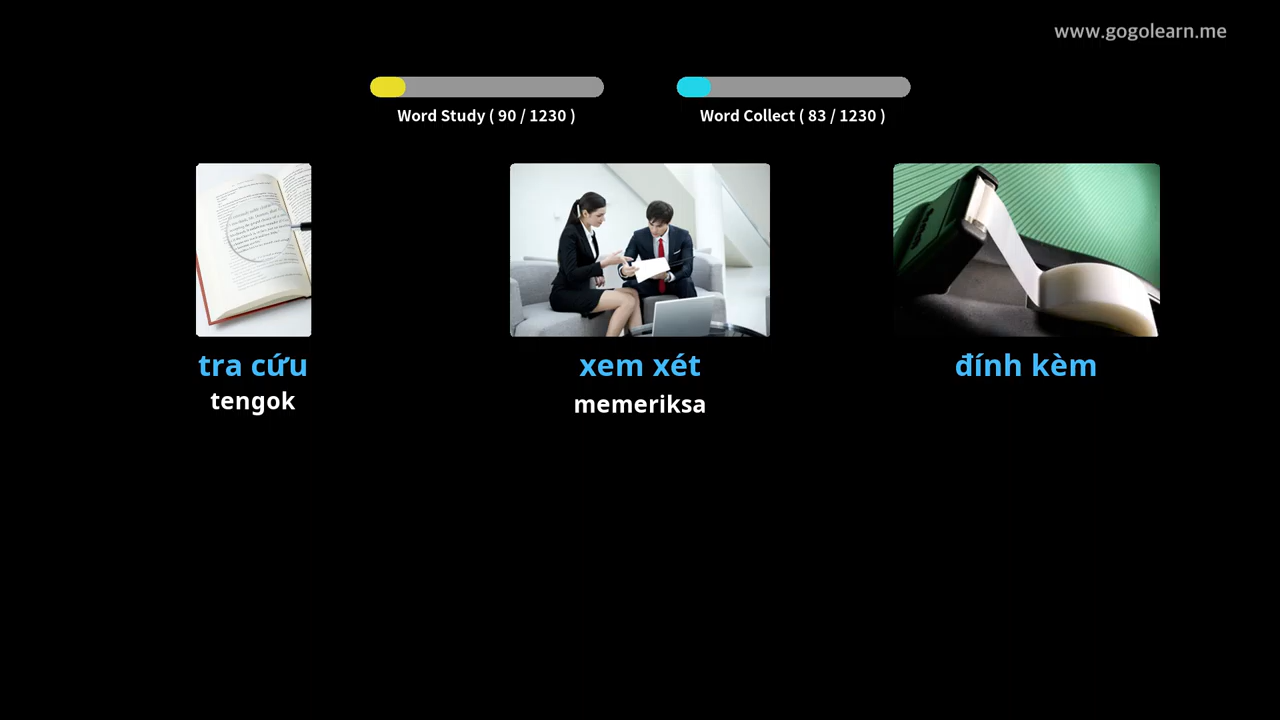 www.gogolearn.me
Word Study ( 90 / 1230 )
Word Collect ( 83 / 1230 )
tra cứu
xem xét
đính kèm
tengok
memeriksa